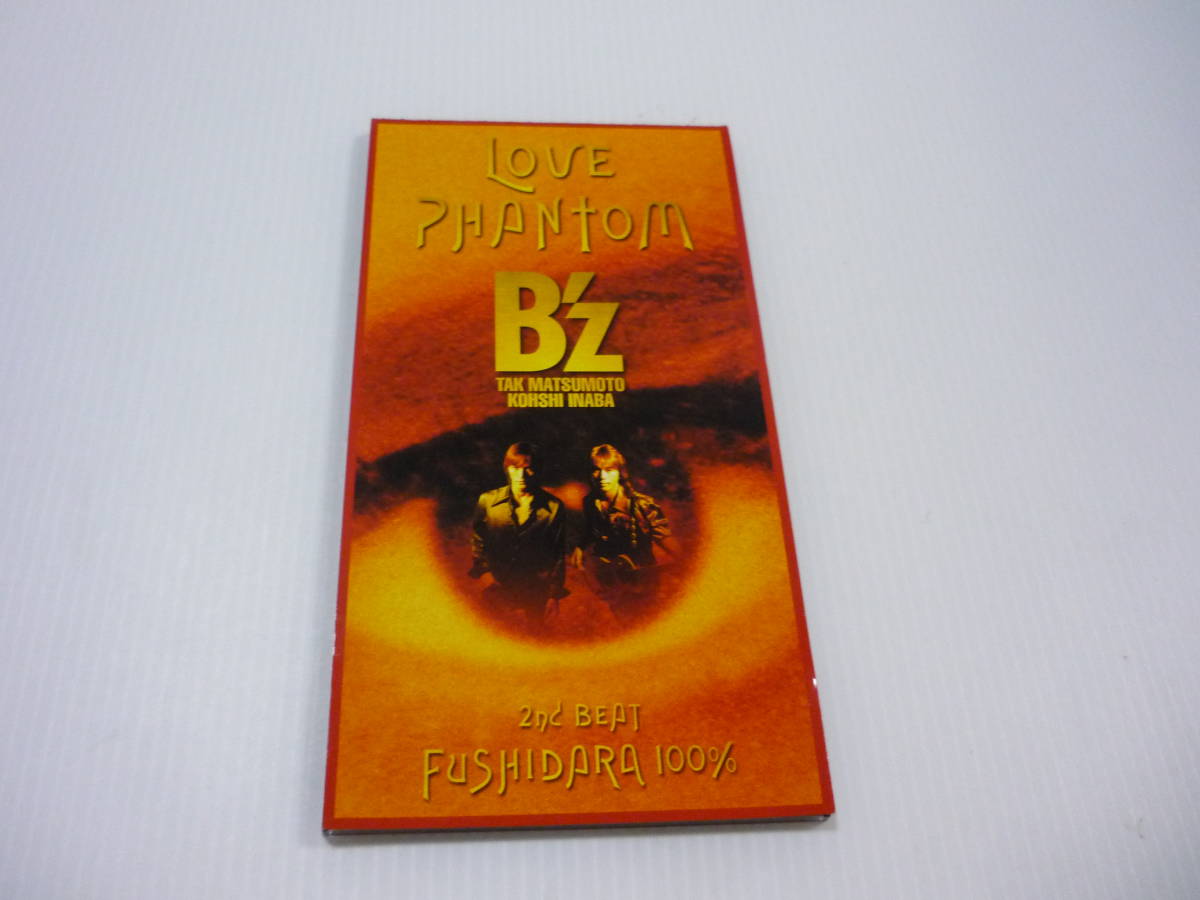 LOVE
PHANTOM
B'z
TAK MATSUMOTO
KOHSHI INABA
2nd BEAT
FUSHIDARA 100%